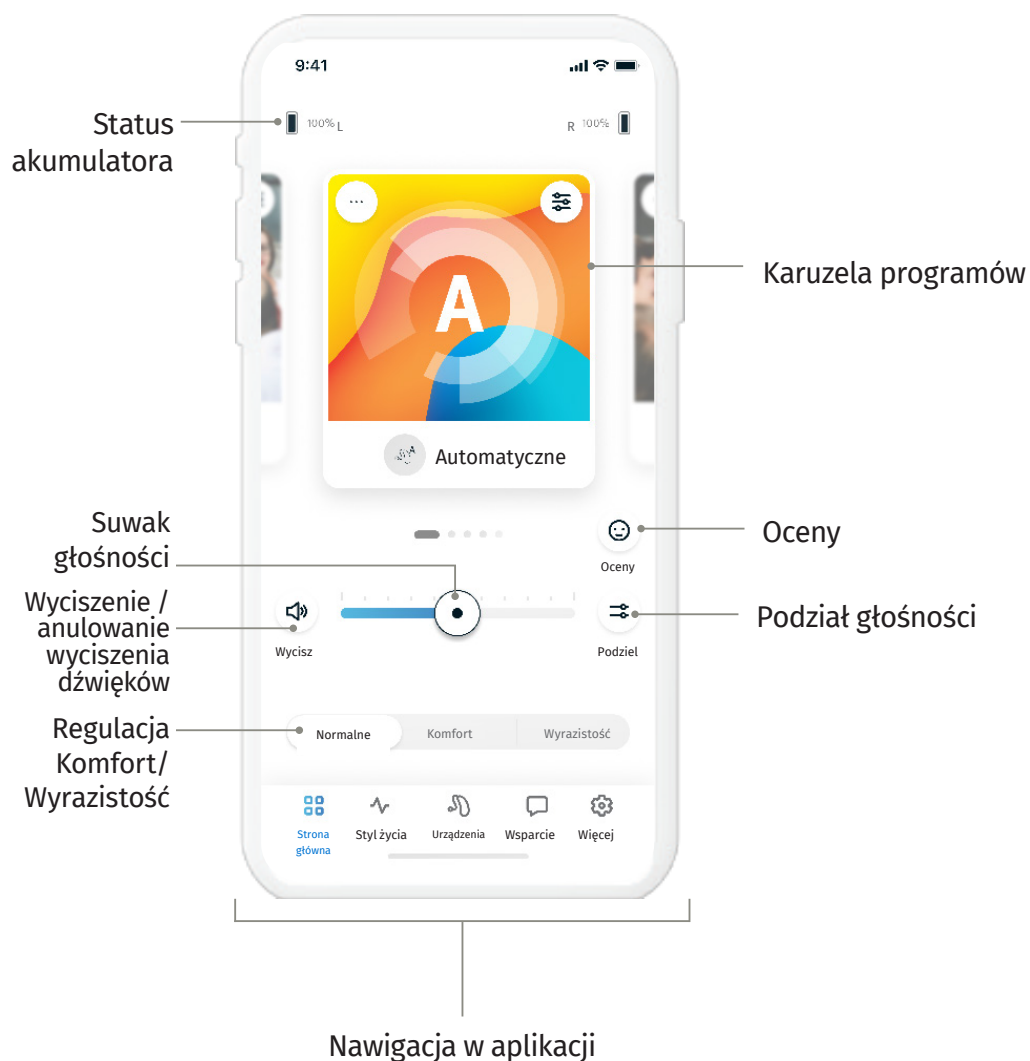 9:41
Status
akumulatora
100% L
R 100%
...
A
Karuzela programów
Automatyczne
Suwak
głośności
Oceny
Oceny
Wyciszenie /
anulowanie
wyciszenia
dźwięków
Wycisz
Podziel
Podział głośności
Regulacja
Komfort/
Wyrazistość
Normalne
Komfort
Wyrazistość
Strona
główna
Styl życia
Urządzenia
Wsparcie
Więcej
Nawigacja w aplikacji